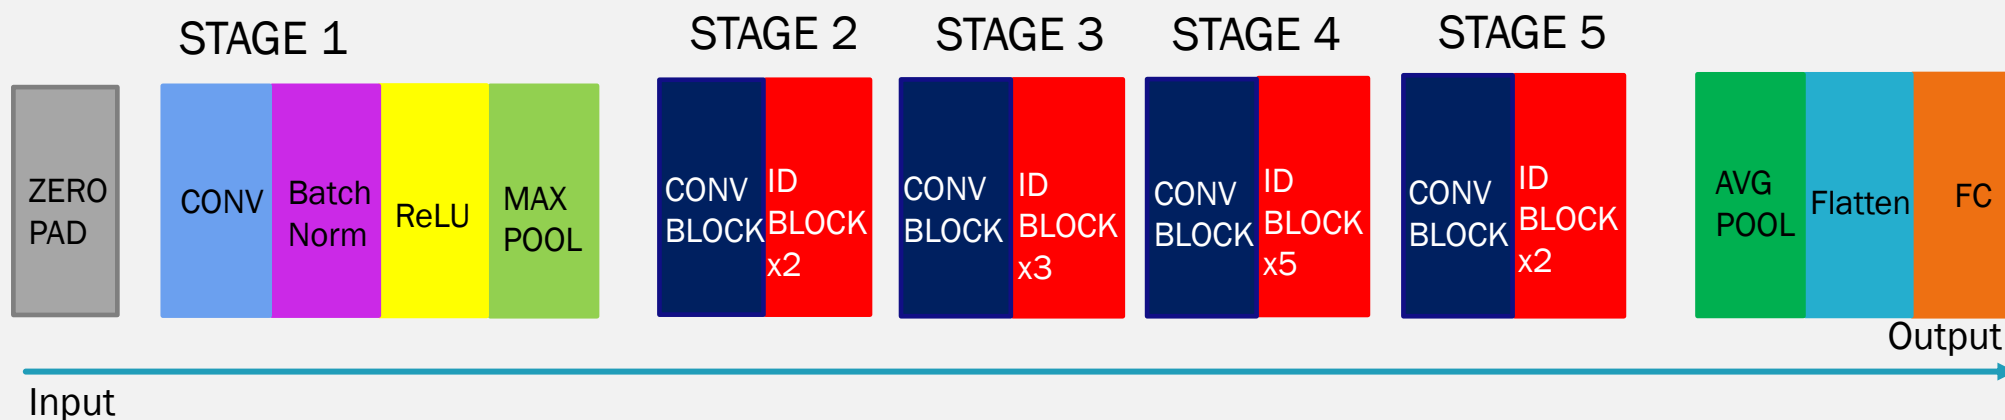 STAGE 1
STAGE 2
STAGE 3
STAGE 4
STAGE 5
ZERO
PAD
CONV
Batch
Norm
ReLU
MAX
POOL
CONV
BLOCK
ID
BLOCK
x2
CONV
BLOCK
ID
BLOCK
x3
CONV
BLOCK
ID
BLOCK
x5
CONV
BLOCK
ID
BLOCK
x2
AVG
POOL
Flatten
FC
Output
Input